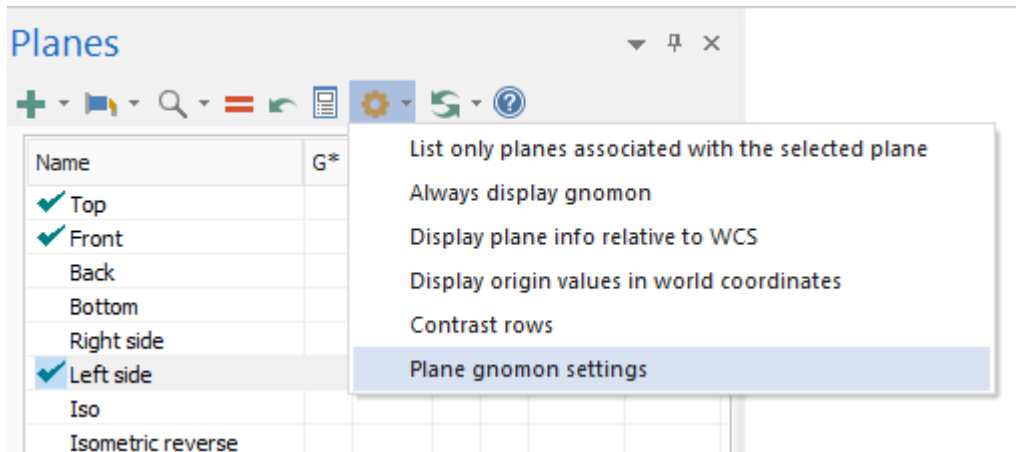 Planes
Name
G*
Top
Front
Back
Bottom
Right side
Left side
Iso
Isometric reverse
List only planes associated with the selected plane
Always display gnomon
Display plane info relative to WCS
Display origin values in world coordinates
Contrast rows
Plane gnomon settings